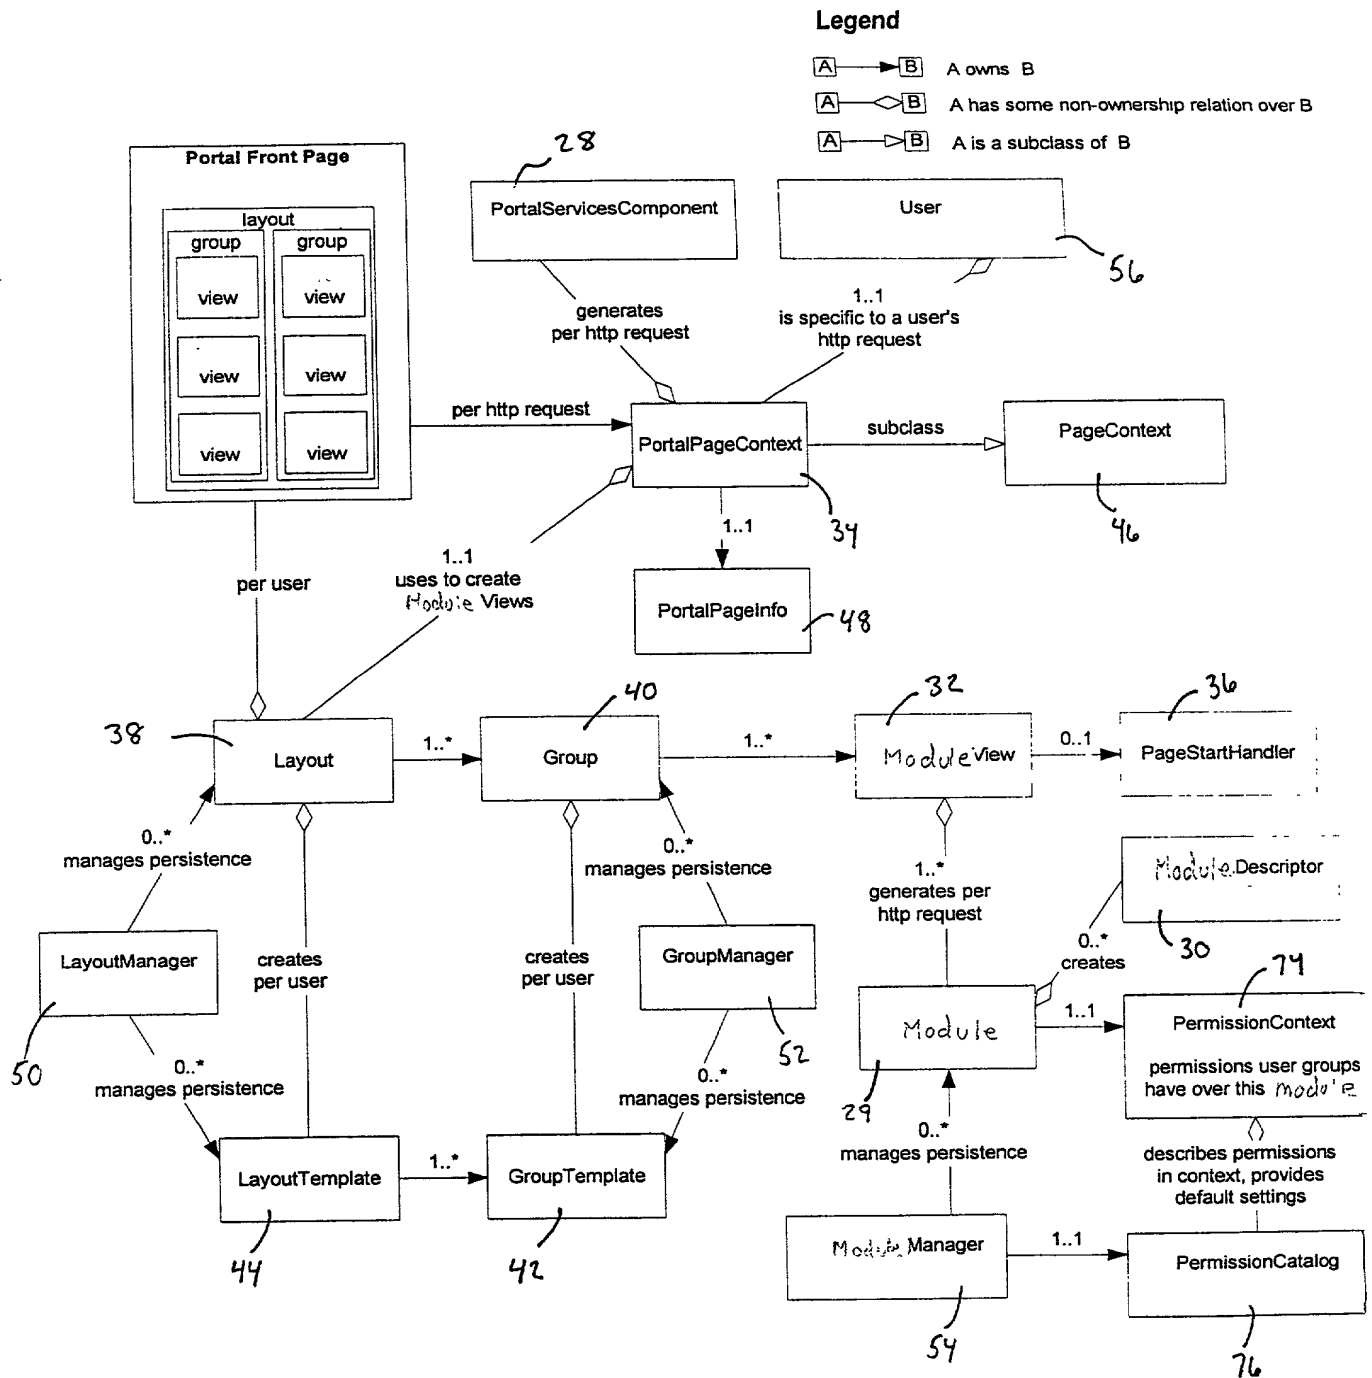 Legend
A B A owns B
A B A has some non-ownership relation over B
A B A is a subclass of B
Portal Front Page
layout
group group
view view
view view
view view
28
PortalServicesComponent
User
56
generates
per http request
1..1
is specific to a user's
http request
per http request
PortalPageContext
34
subclass
PageContext
46
1..1
PortalPageInfo
48
per user
1..1
uses to create
Module Views
38
Layout
1..*
40
Group
1..*
32
Module View
0..1
36
PageStartHandler
0..*
manages persistence
0..*
manages persistence
1..*
generates per
http request
Module Descriptor
30
0..*
creates
LayoutManager
50
creates
per user
creates
per user
GroupManager
52
Module
29
1..1
74
PermissionContext
permissions user groups
have over this module
0..*
manages persistence
0..*
manages persistence
0..*
manages persistence
describes permissions
in context, provides
default settings
LayoutTemplate
44
1..*
GroupTemplate
42
Module Manager
54
1..1
PermissionCatalog
76